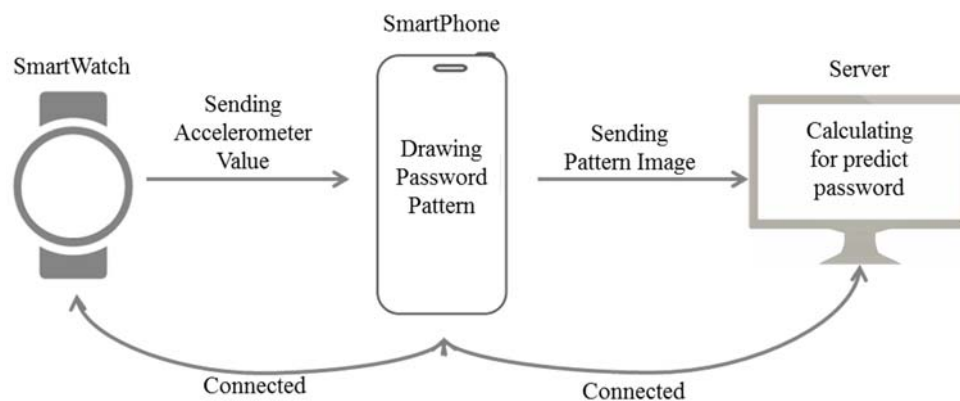 SmartPhone
SmartWatch
Server
Sending
Accelerometer
Value
Drawing
Password
Pattern
Sending
Pattern Image
Calculating
for predict
password
Connected
Connected